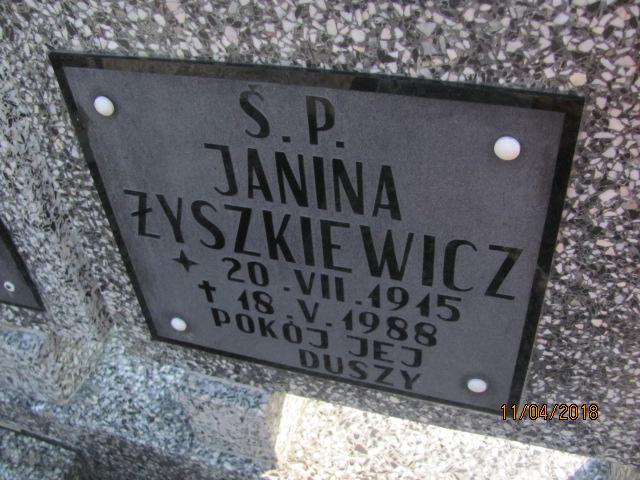 Ś. P.
JANINA
ŻYSZKIEWICZ
★ 20.VII.1915
✝ 18.V.1988
POKÓJ JEJ
DUSZY
11/04/2018